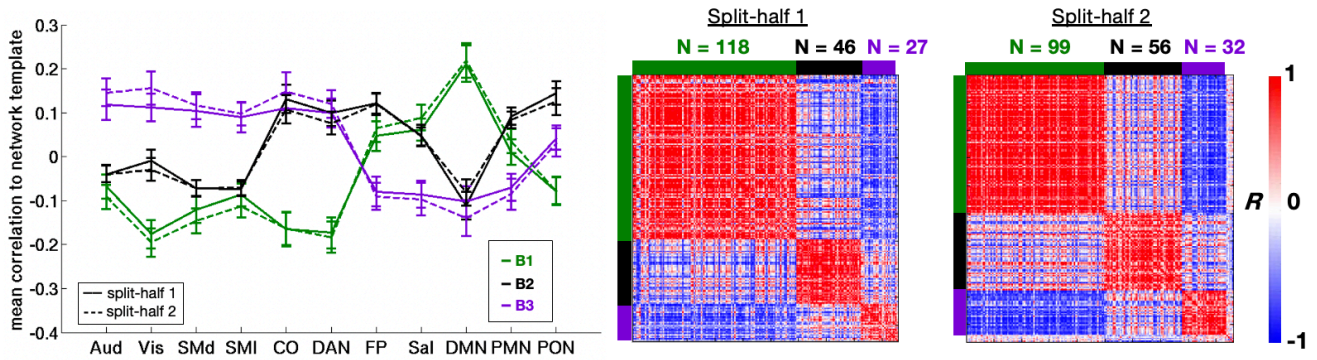 mean correlation to network template
0.3
0.2
0.1
0
-0.1
-0.2
-0.3
-0.4
B1
B2
B3
split-half 1
split-half 2
Aud Vis SMd SMl CO DAN FP Sal DMN PMN PON
Split-half 1
N = 118 N = 46 N = 27
Split-half 2
N = 99 N = 56 N = 32
R
1
0
-1